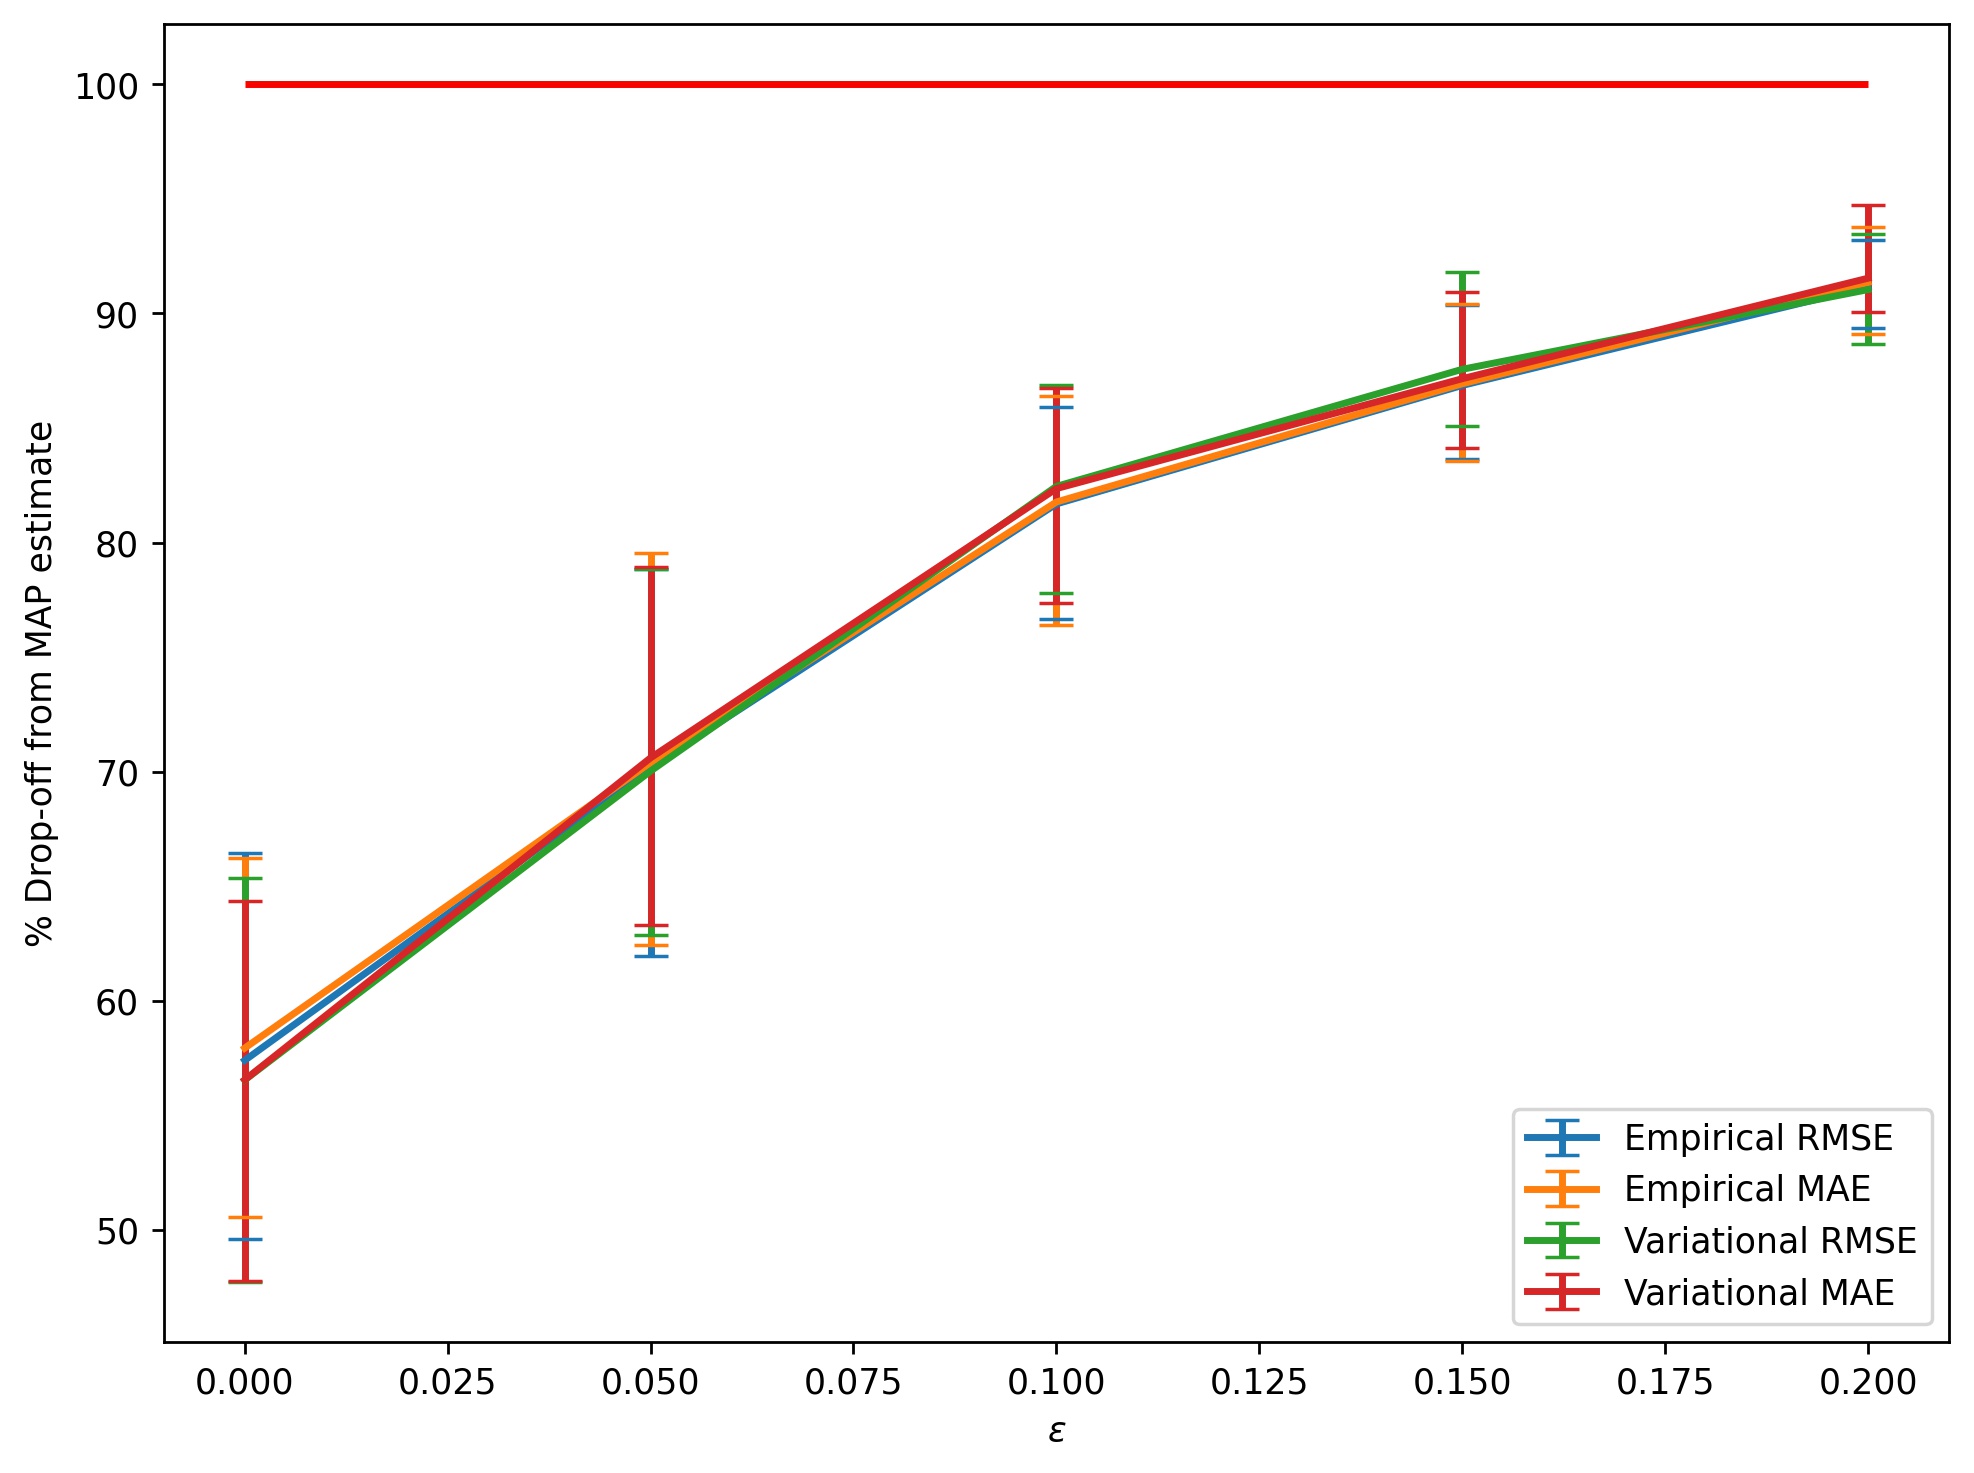 100
90
80
70
60
50
% Drop-off from MAP estimate
0.000 0.025 0.050 0.075 0.100 0.125 0.150 0.175 0.200
ε
Empirical RMSE
Empirical MAE
Variational RMSE
Variational MAE